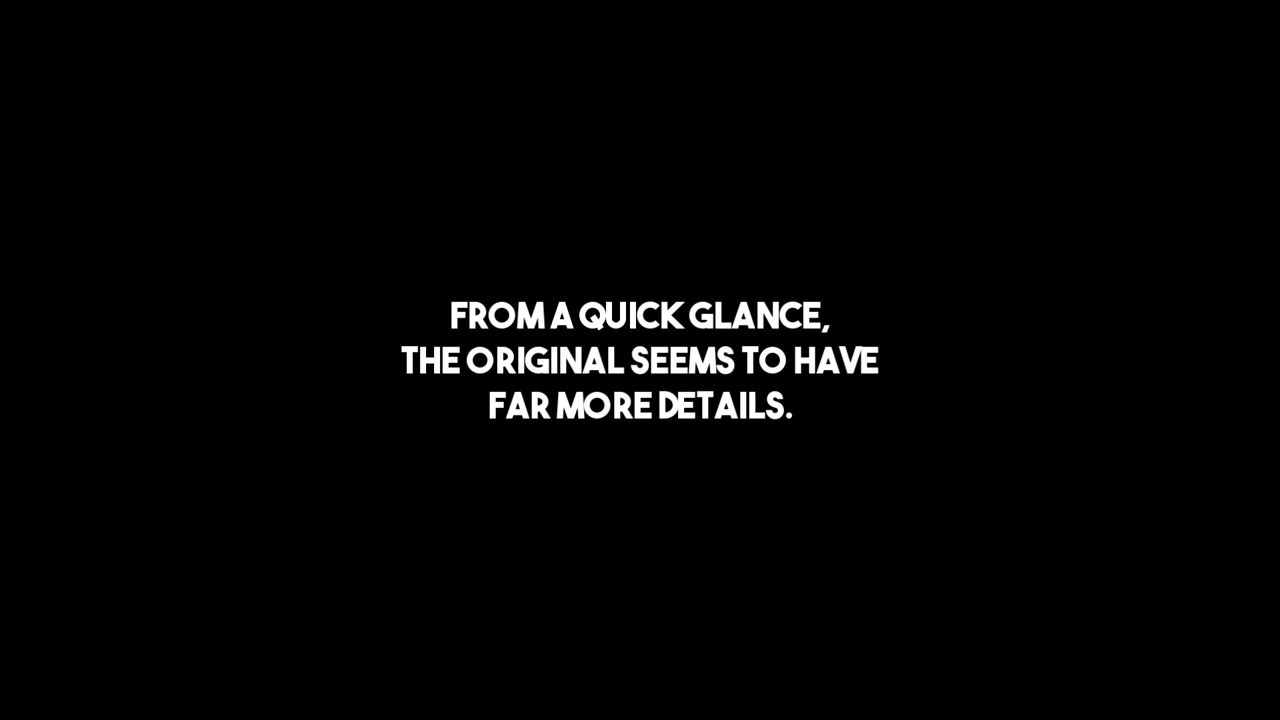 FROM A QUICK GLANCE,
THE ORIGINAL SEEMS TO HAVE
FAR MORE DETAILS.